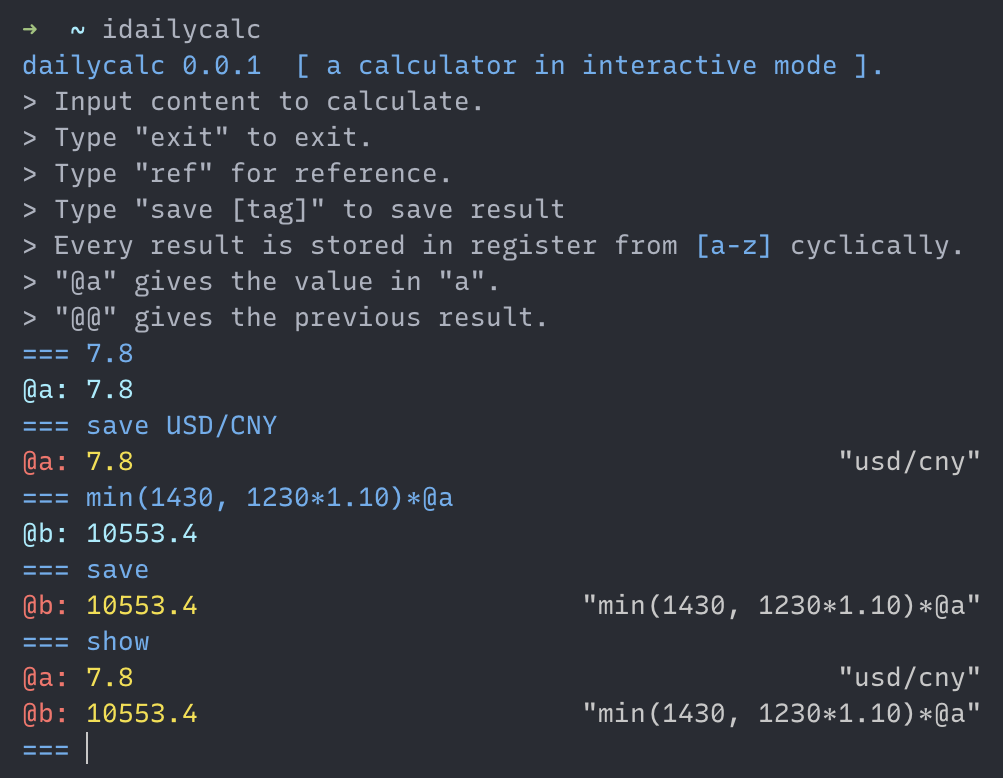 → ~ idailycalc
dailycalc 0.0.1 [ a calculator in interactive mode ].
> Input content to calculate.
> Type "exit" to exit.
> Type "ref" for reference.
> Type "save [tag]" to save result
> Every result is stored in register from [a-z] cyclically.
> "@a" gives the value in "a".
> "@@" gives the previous result.
=== 7.8
@a: 7.8
=== save USD/CNY
@a: 7.8 "usd/cny"
=== min(1430, 1230*1.10)*@a
@b: 10553.4
=== save
@b: 10553.4 "min(1430, 1230*1.10)*@a"
=== show
@a: 7.8 "usd/cny"
@b: 10553.4 "min(1430, 1230*1.10)*@a"
===